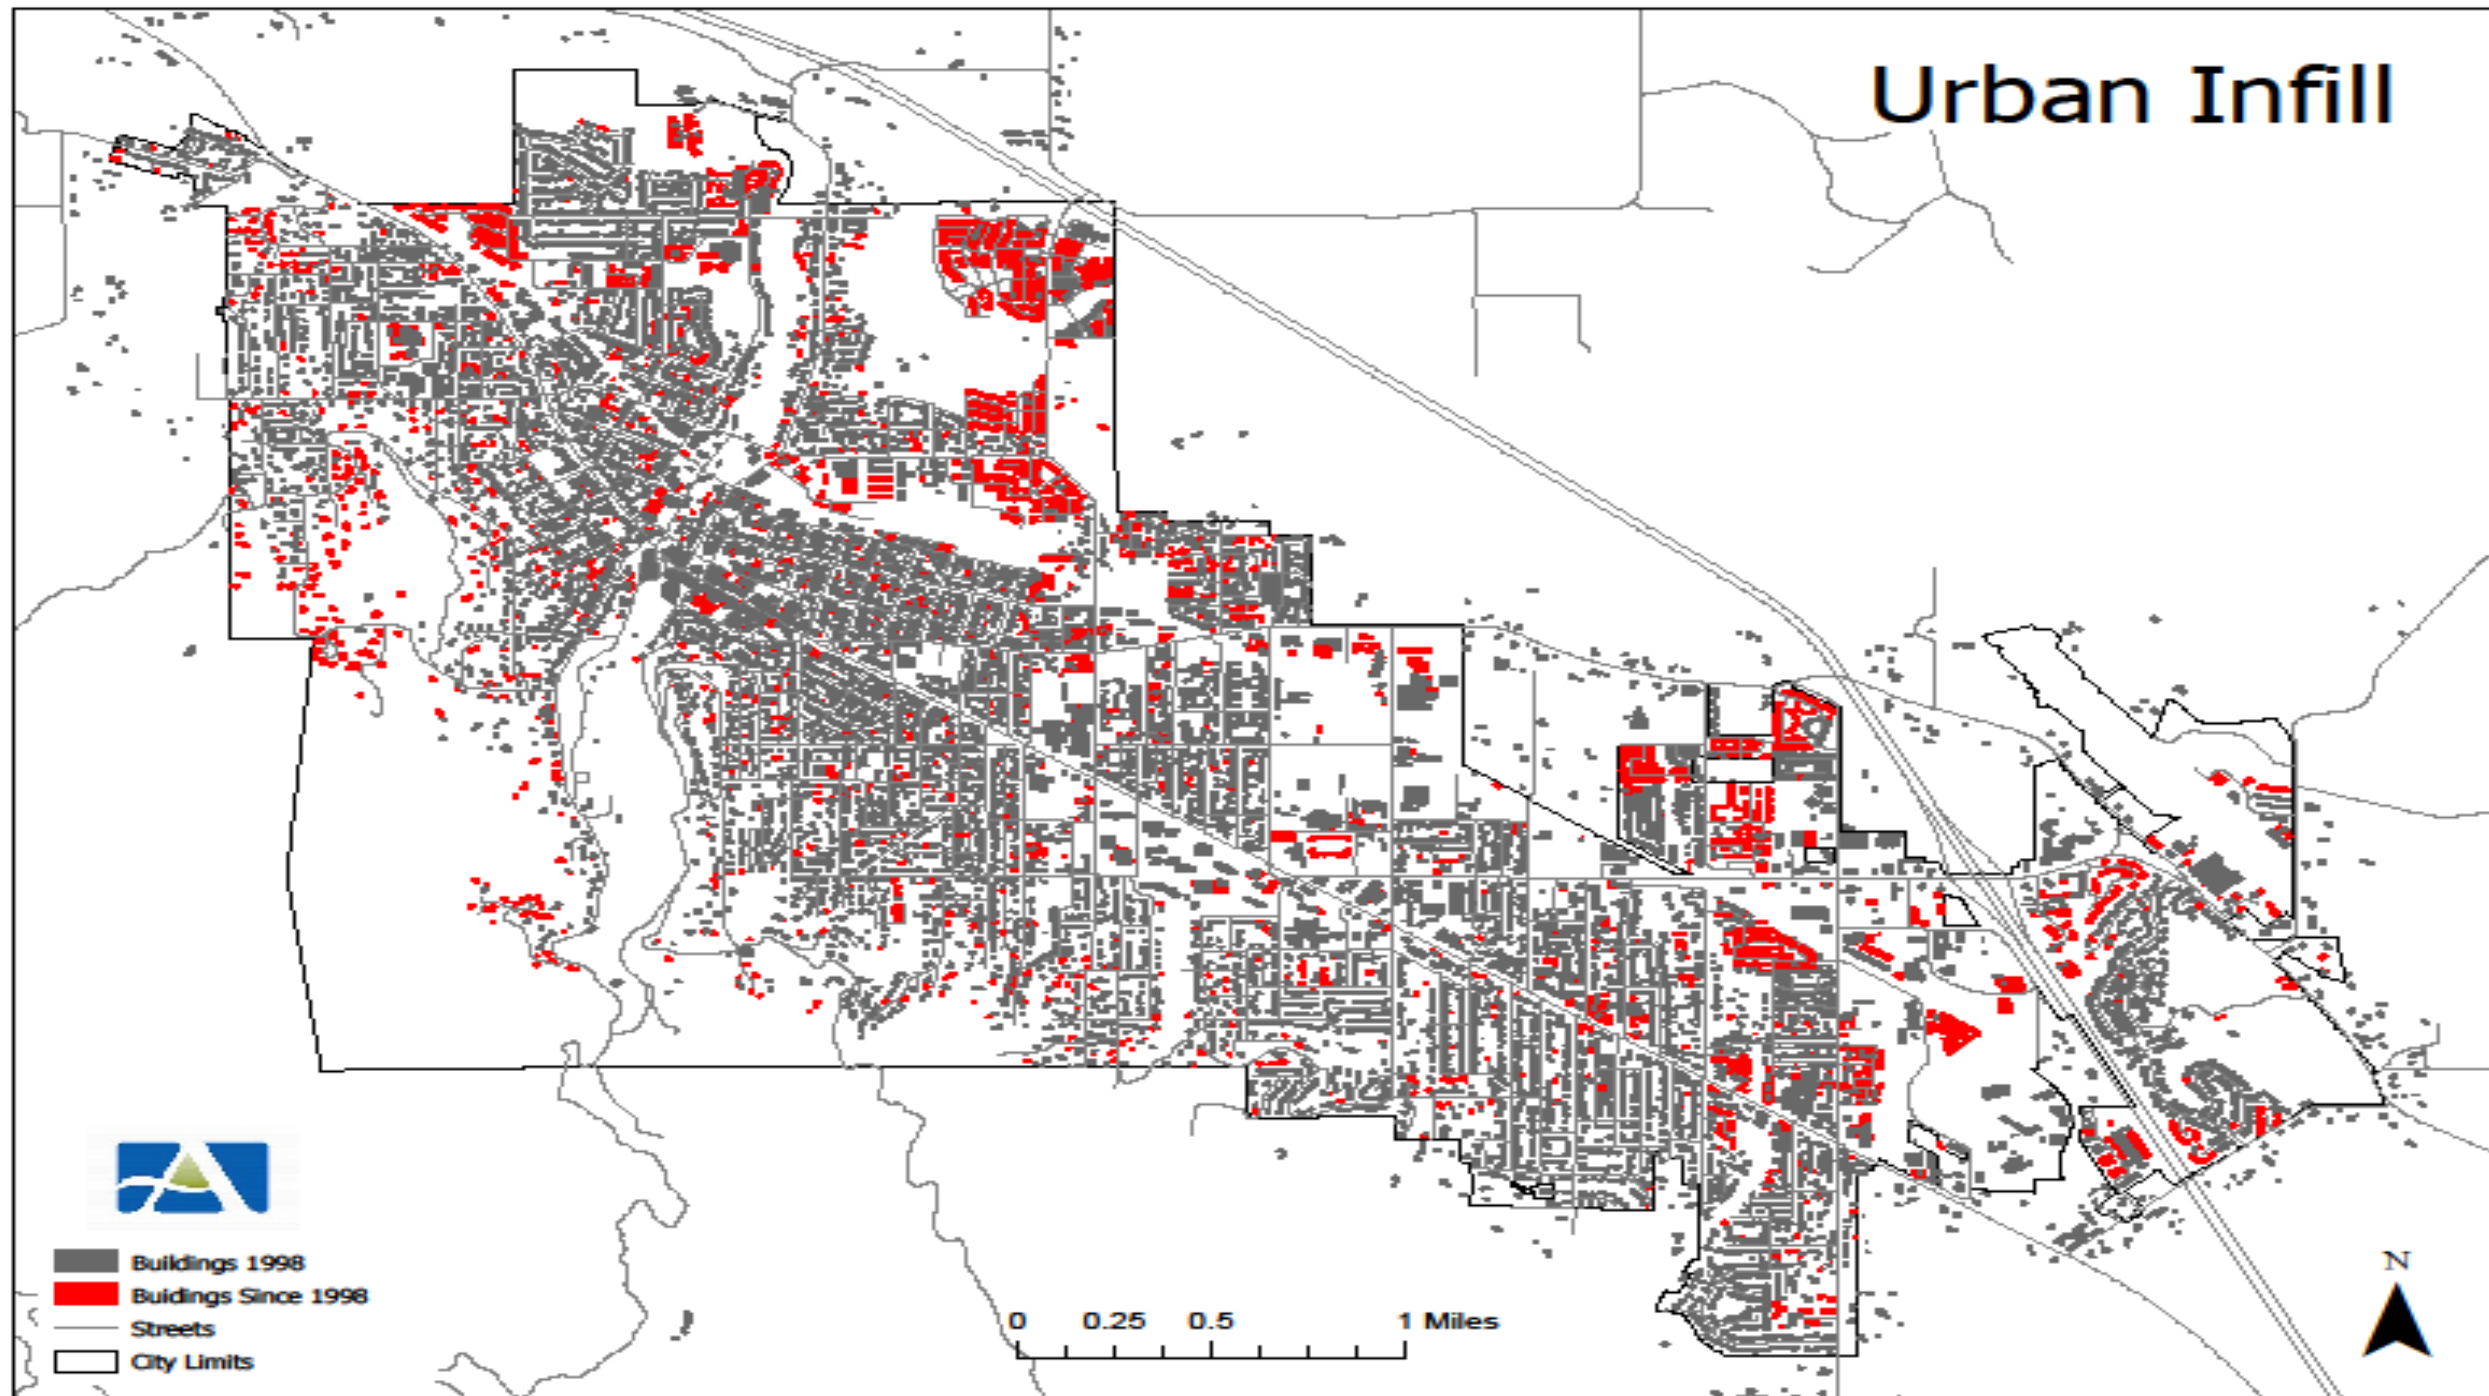 Urban Infill
Buildings 1998
Buidings Since 1998
Streets
City Limits
0 0.25 0.5 1 Miles
N